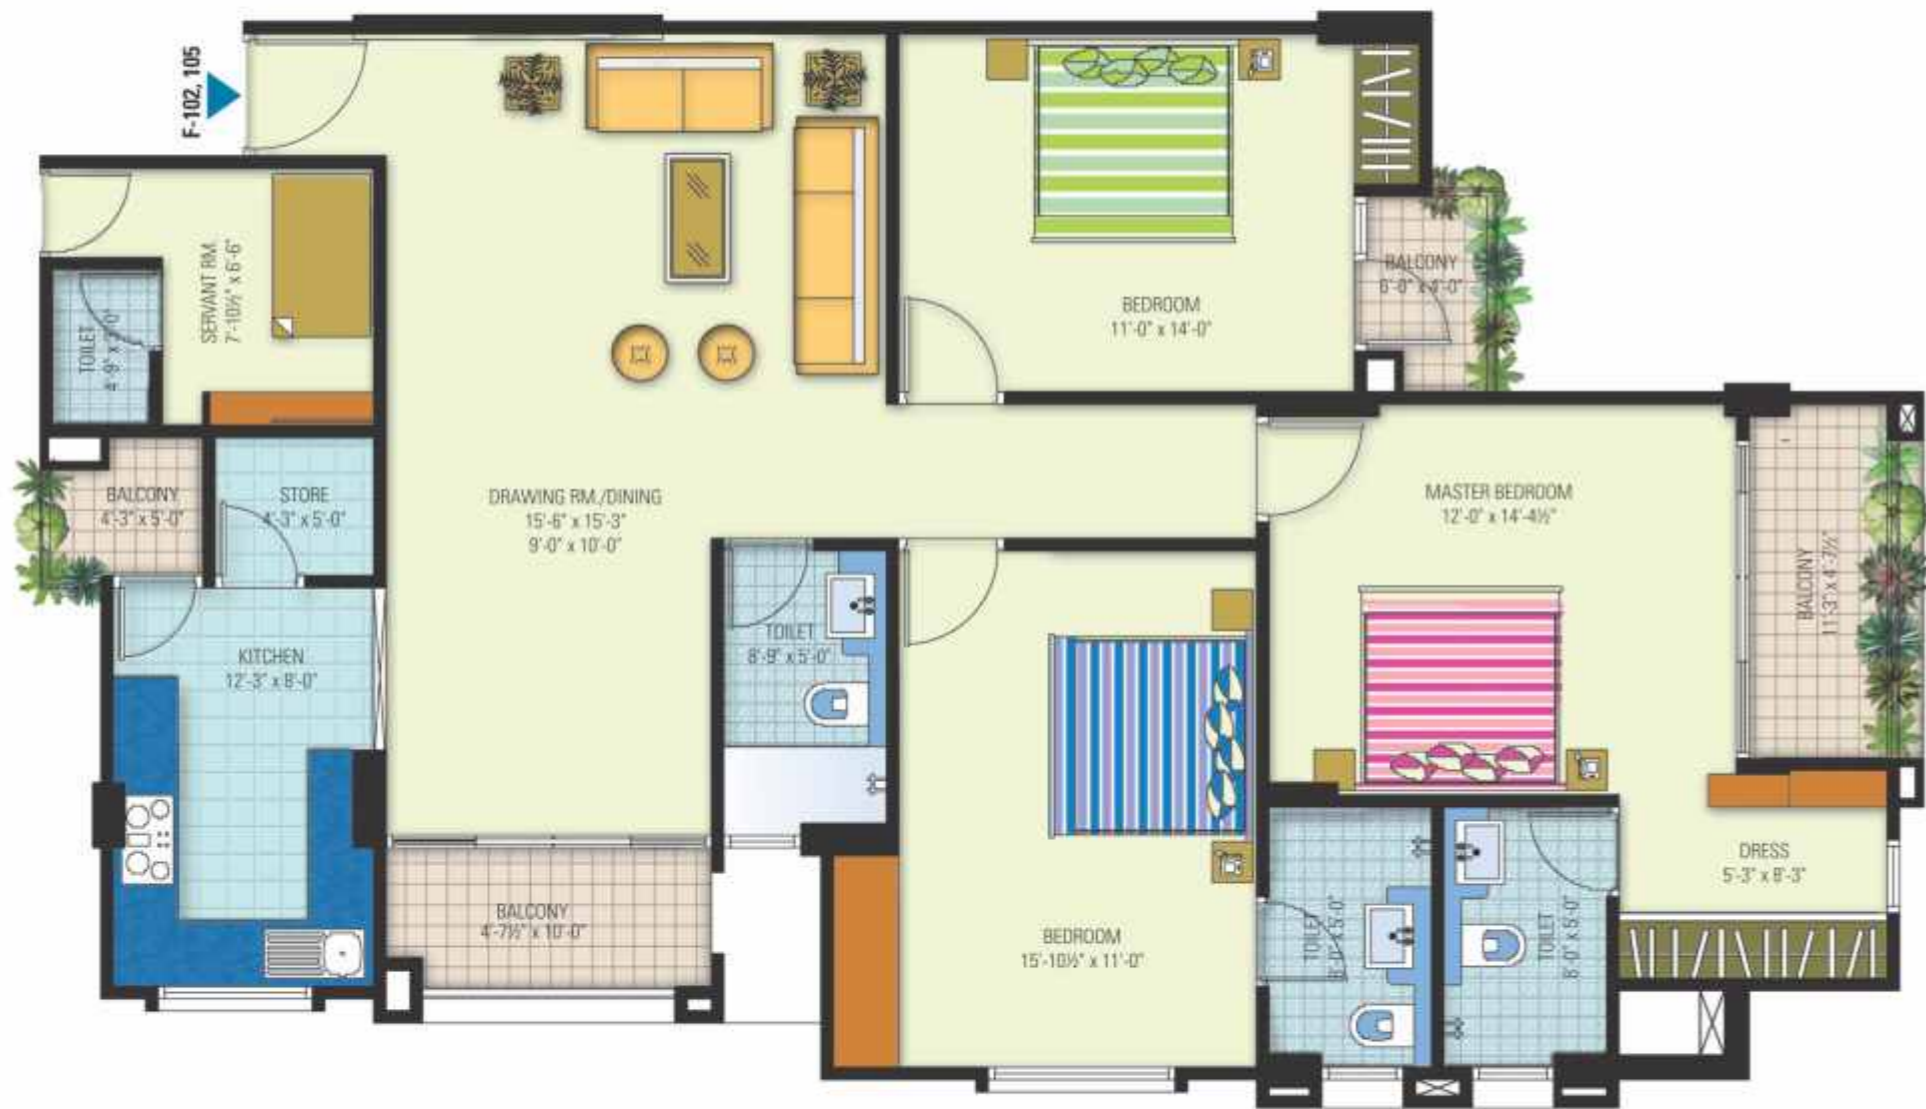 F-102, 105
SERVANT RM.
7'-10½" x 6'-6"
TOILET
4'-9" x 3'-0"
BALCONY
4'-3" x 5'-0"
STORE
4'-3" x 5'-0"
KITCHEN
12'-3" x 8'-0"
DRAWING RM./DINING
15'-6" x 15'-3"
9'-0" x 10'-0"
BALCONY
4'-7½" x 10'-0"
TOILET
8'-9" x 5'-0"
BEDROOM
11'-0" x 14'-0"
BALCONY
6'-0" x 4'-0"
MASTER BEDROOM
12'-0" x 14'-4½"
BALCONY
11'-3" x 4'-7½"
BEDROOM
15'-10½" x 11'-0"
TOILET
8'-0" x 5'-0"
TOILET
8'-0" x 5'-0"
DRESS
5'-3" x 8'-3"